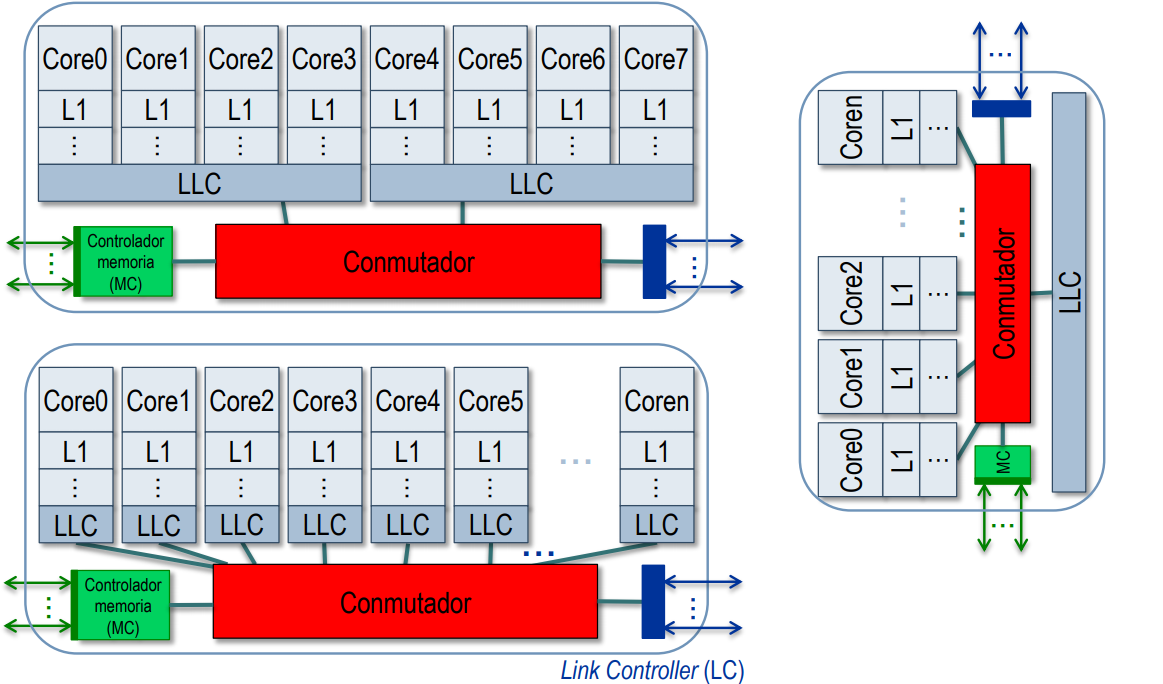 Core0 Core1 Core2 Core3 Core4 Core5 Core6 Core7
L1 L1 L1 L1 L1 L1 L1 L1
⋮ ⋮ ⋮ ⋮ ⋮ ⋮ ⋮ ⋮
LLC LLC
Controlador
memoria
(MC)
Conmutador
Core0 Core1 Core2 Core3 Core4 Core5 ... Coren
L1 L1 L1 L1 L1 L1 L1
⋮ ⋮ ⋮ ⋮ ⋮ ⋮ ⋮
LLC LLC LLC LLC LLC LLC ... LLC
Controlador
memoria
(MC)
Conmutador
Link Controller (LC)
...
Coren L1 ...
Core2 L1 ...
Core1 L1 ...
Core0 L1 ...
Conmutador
LLC
MC
...